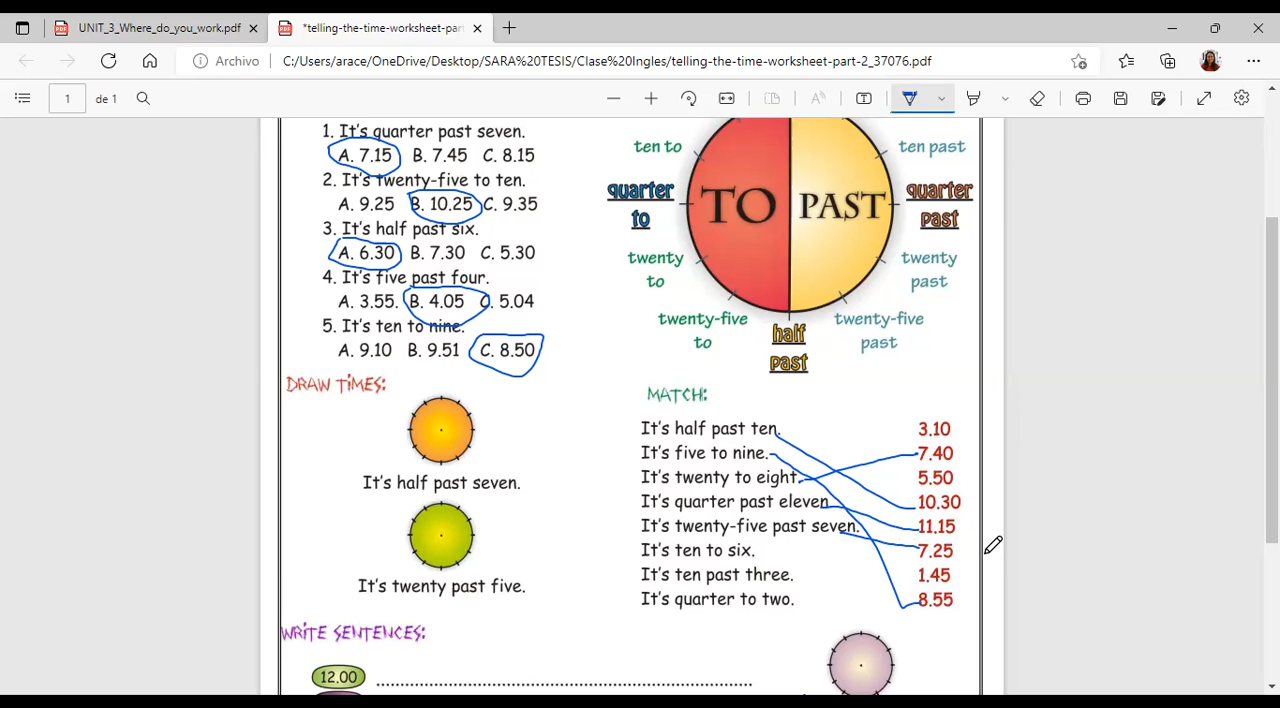 UNIT_3_Where_do_you_work.pdf
*telling-the-time-worksheet-par
Archivo
C:/Users/arace/OneDrive/Desktop/SARA%20TESIS/Clase%20Ingles/telling-the-time-worksheet-part-2_37076.pdf
1 de 1
1. It's quarter past seven.
A. 7.15 B. 7.45 C. 8.15
2. It's twenty-five to ten.
A. 9.25 B. 10.25 C. 9.35
3. It's half past six.
A. 6.30 B. 7.30 C. 5.30
4. It's five past four.
A. 3.55. B. 4.05 C. 5.04
5. It's ten to nine.
A. 9.10 B. 9.51 C. 8.50
ten to
quarter
to
twenty
to
twenty-five
to
half
past
twenty-five
past
twenty
past
quarter
past
ten past
TO PAST
DRAW TIMES:
It's half past seven.
It's twenty past five.
MATCH:
It's half past ten. 3.10
It's five to nine. 7.40
It's twenty to eight. 5.50
It's quarter past eleven 10.30
It's twenty-five past seven. 11.15
It's ten to six. 7.25
It's ten past three. 1.45
It's quarter to two. 8.55
WRITE SENTENCES:
12.00